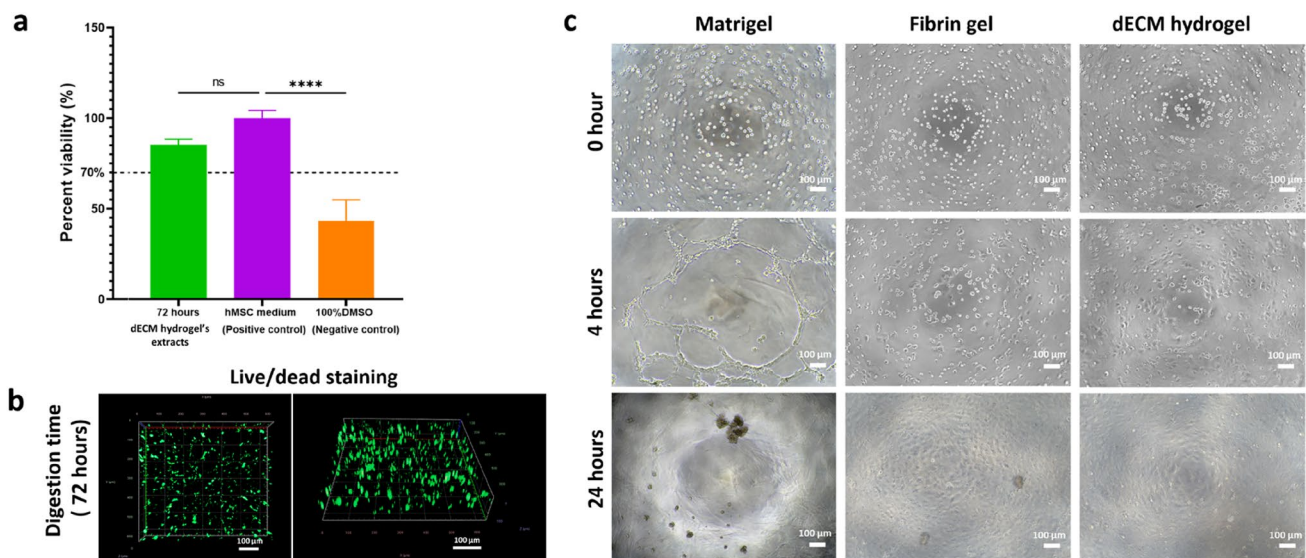 a
150
100
70%
50
0
Percent viability (%)
ns
****
72 hours
dECM hydrogel's
extracts
hMSC medium
(Positive control)
100%DMSO
(Negative control)
Live/dead staining
b
Digestion time
( 72 hours)
100 µm
100 µm
c
Matrigel
Fibrin gel
dECM hydrogel
0 hour
100 µm
100 µm
100 µm
4 hours
100 µm
100 µm
100 µm
24 hours
100 µm
100 µm
100 µm